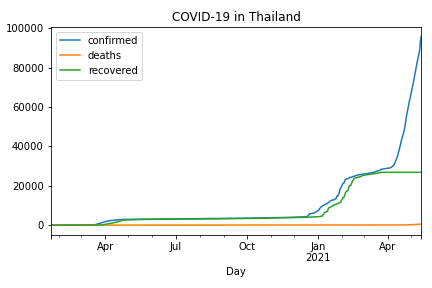 COVID-19 in Thailand
confirmed
deaths
recovered
100000
80000
60000
40000
20000
0
Apr Jul Oct Jan Apr
2021
Day